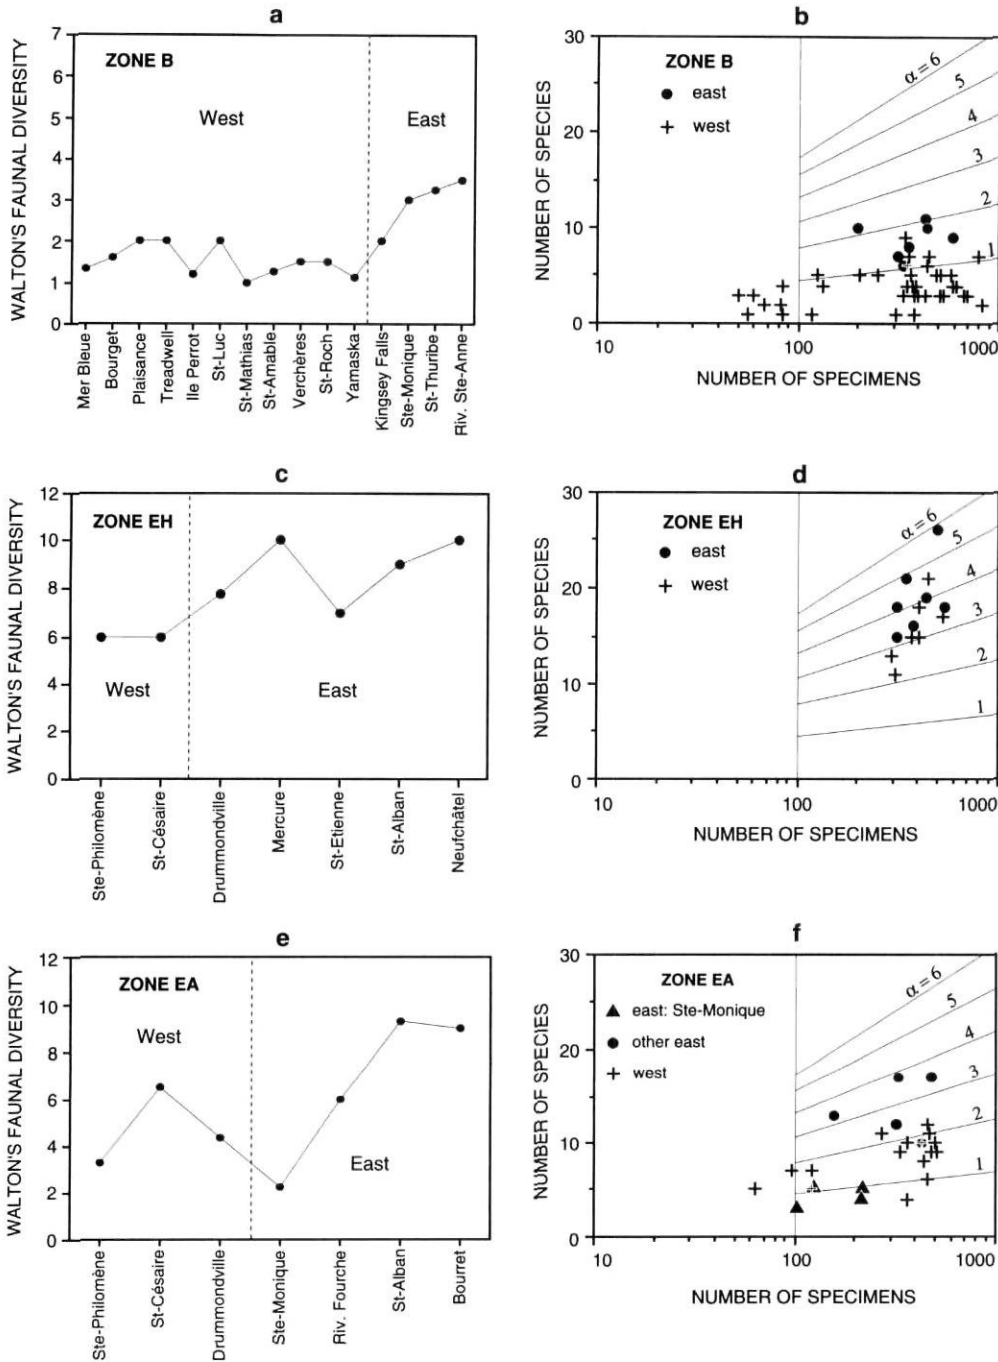 a
WALTON'S FAUNAL DIVERSITY
7
6
5
4
3
2
1
0
ZONE B
West
East
Mer Bleue
Bourget
Plaisance
Treadwell
Ile Perrot
St-Luc
St-Mathias
St-Amable
Verchères
St-Roch
Yamaska
Kingsey Falls
Ste-Monique
St-Thuribe
Riv. Ste-Anne
b
NUMBER OF SPECIES
30
20
10
0
ZONE B
east
west
α = 6
5
4
3
2
1
10
100
1000
NUMBER OF SPECIMENS
c
WALTON'S FAUNAL DIVERSITY
12
10
8
6
4
2
0
ZONE EH
West
East
Ste-Philomène
St-Césaire
Drummondville
Mercure
St-Etienne
St-Alban
Neufchâtel
d
NUMBER OF SPECIES
30
20
10
0
ZONE EH
east
west
α = 6
5
4
3
2
1
10
100
1000
NUMBER OF SPECIMENS
e
WALTON'S FAUNAL DIVERSITY
12
10
8
6
4
2
0
ZONE EA
West
East
Ste-Philomène
St-Césaire
Drummondville
Ste-Monique
Riv. Fourche
St-Alban
Bourret
f
NUMBER OF SPECIES
30
20
10
0
ZONE EA
east: Ste-Monique
other east
west
α = 6
5
4
3
2
1
10
100
1000
NUMBER OF SPECIMENS